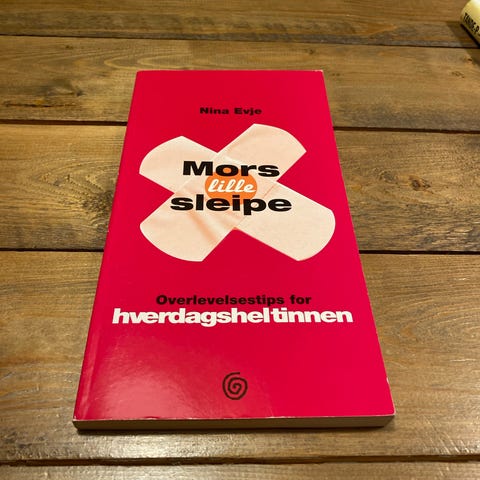 Nina Evje
Mors
lille
sleipe
Overlevelsestips for
hverdagsheltinnen